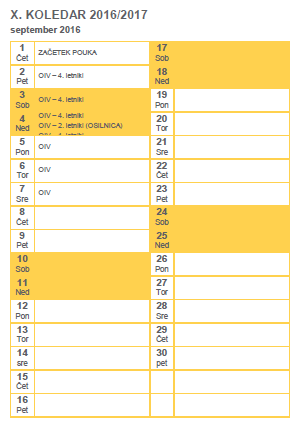 X. KOLEDAR 2016/2017
september 2016
1
Čet
ZAČETEK POUKA
2
Pet
OIV – 4. letniki
3
Sob
OIV – 4. letniki
4
Ned
OIV – 4. letniki
OIV – 2. letniki (OSILNICA)
OIV – 4. letniki
5
Pon
OIV
6
Tor
OIV
7
Sre
OIV
8
Čet
9
Pet
10
Sob
11
Ned
12
Pon
13
Tor
14
sre
15
Čet
16
Pet
17
Sob
18
Ned
19
Pon
20
Tor
21
Sre
22
Čet
23
Pet
24
Sob
25
Ned
26
Pon
27
Tor
28
Sre
29
Čet
30
pet